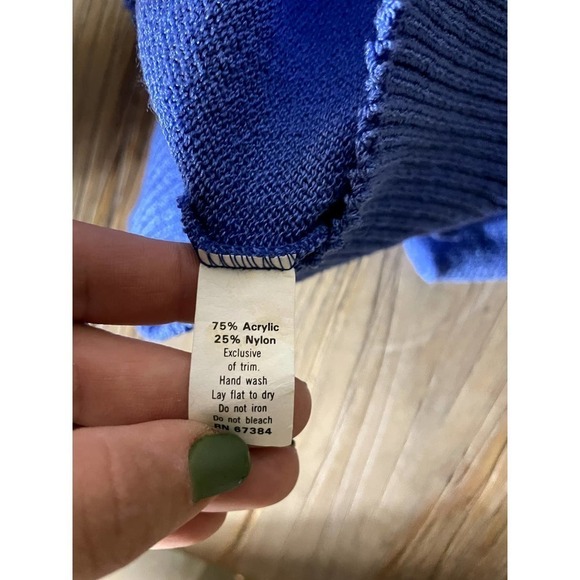 75% Acrylic
25% Nylon
Exclusive
of trim.
Hand wash
Lay flat to dry
Do not iron
Do not bleach
RN 67384